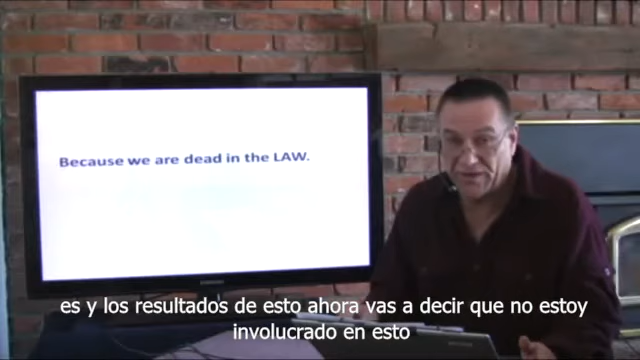 Because we are dead in the LAW.
SAMSUNG
es y los resultados de esto ahora vas a decir que no estoy
involucrado en esto